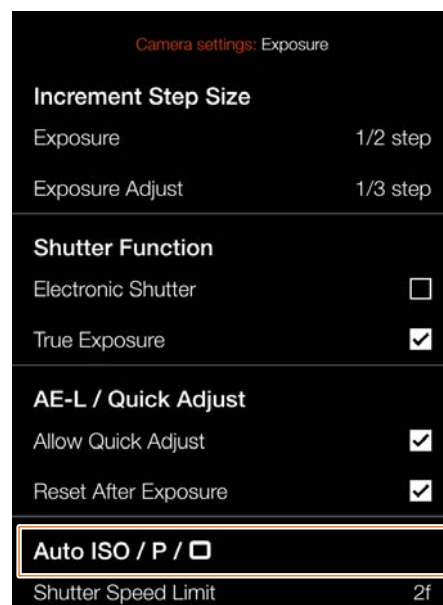 Camera settings: Exposure
Increment Step Size
Exposure 1/2 step
Exposure Adjust 1/3 step
Shutter Function
Electronic Shutter
True Exposure
AE-L / Quick Adjust
Allow Quick Adjust
Reset After Exposure
Auto ISO / P /
Shutter Speed Limit 2f